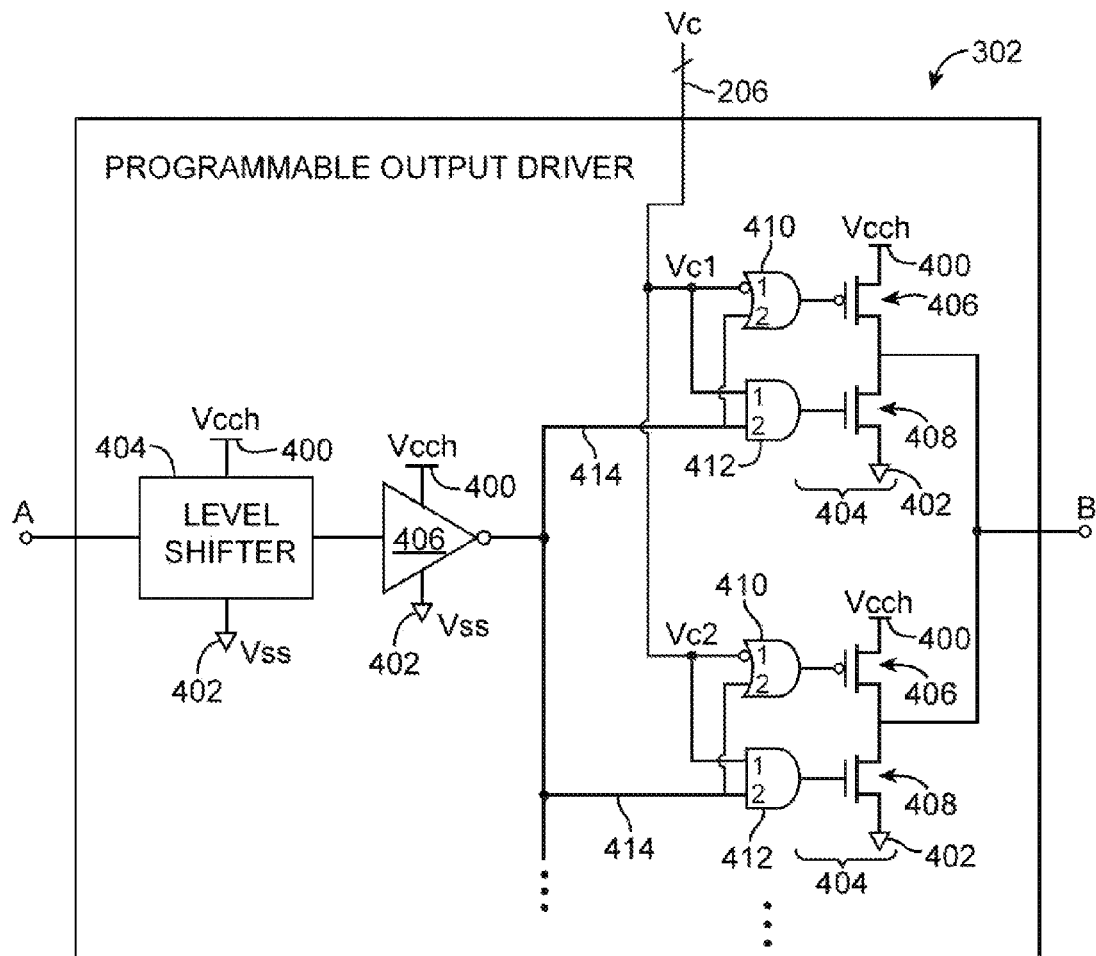 Vc
302
206
PROGRAMMABLE OUTPUT DRIVER
410
Vcch
400
Vc1
1
2
406
Vcch
404
400
Vcch
400
1
2
408
414
412
402
404
A
LEVEL
SHIFTER
406
B
410
Vcch
400
Vss
402
Vss
402
Vc2
1
2
406
1
2
408
414
412
402
404